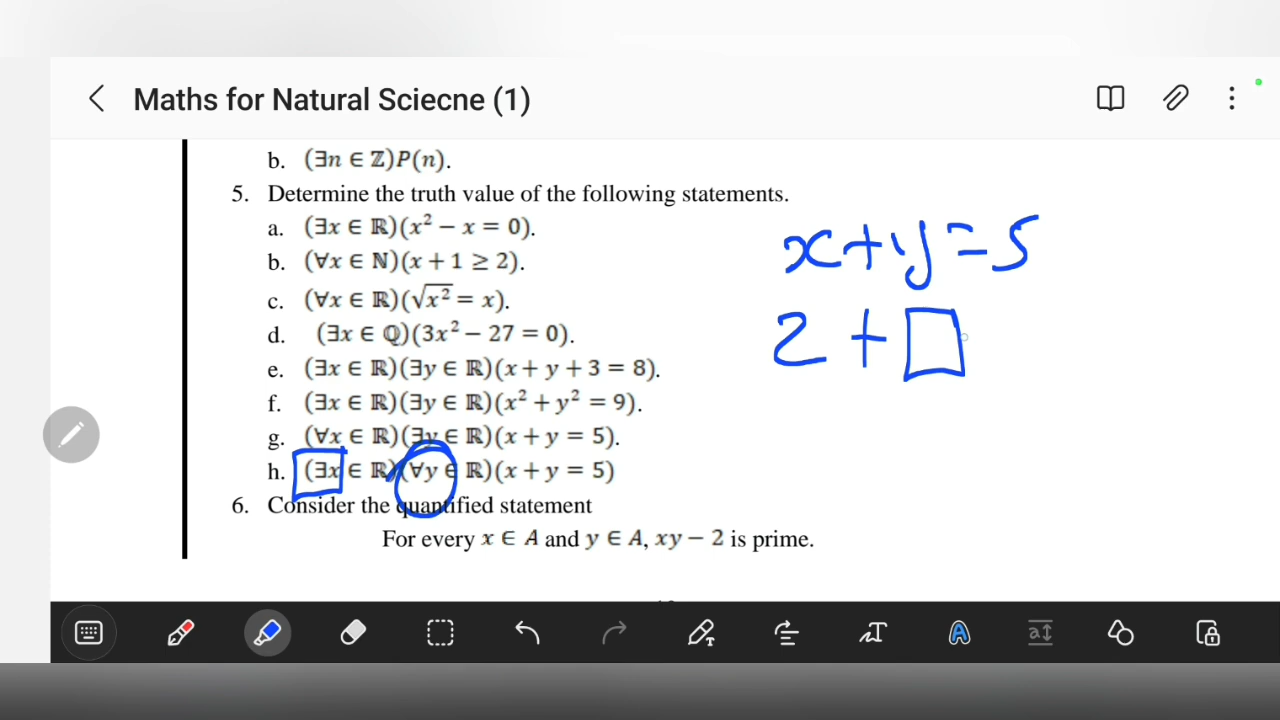 Maths for Natural Sciecne (1)
b. (∃n ∈ ℤ)P(n).
5. Determine the truth value of the following statements.
a. (∃x ∈ ℝ)(x² − x = 0).
b. (∀x ∈ ℕ)(x + 1 ≥ 2).
c. (∀x ∈ ℝ)(√x² = x).
d. (∃x ∈ ℚ)(3x² − 27 = 0).
e. (∃x ∈ ℝ)(∃y ∈ ℝ)(x + y + 3 = 8).
f. (∃x ∈ ℝ)(∃y ∈ ℝ)(x² + y² = 9).
g. (∀x ∈ ℝ)(∃y ∈ ℝ)(x + y = 5).
h. (∃x ∈ ℝ)(∀y ∈ ℝ)(x + y = 5)
6. Consider the quantified statement
For every x ∈ A and y ∈ A, xy − 2 is prime.
x+y=5
2 + □